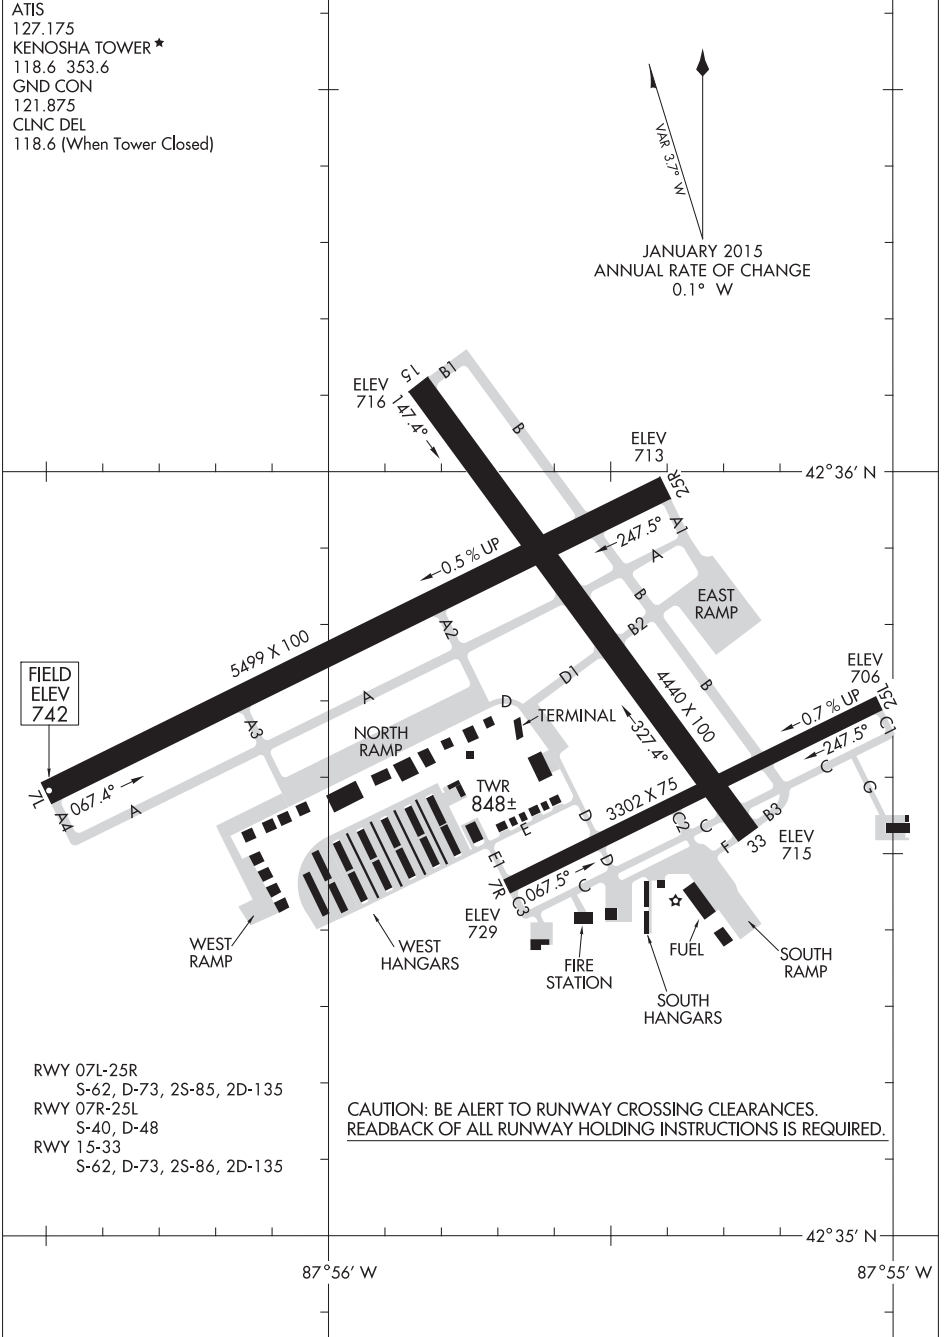 ATIS
127.175
KENOSHA TOWER★
118.6 353.6
GND CON
121.875
CLNC DEL
118.6 (When Tower Closed)
VAR 3.7° W
JANUARY 2015
ANNUAL RATE OF CHANGE
0.1° W
15
B1
ELEV
716
147.4°
B
ELEV
713
42°36' N
25R
A1
247.5°
A
0.5% UP
EAST
RAMP
B
A2
B2
5499 X 100
FIELD
ELEV
742
ELEV
706
D1
B
4440 X 100
A
D
25L
0.7% UP
C1
TERMINAL
A3
NORTH
RAMP
327.4°
247.5°
C
7L
067.4°
TWR
848±
G
A4
A
3302 X 75
D
E
C2
C
B3
F
33
ELEV
715
E1
D
7R
067.5°
C
C3
ELEV
729
WEST
RAMP
WEST
HANGARS
FUEL
SOUTH
RAMP
FIRE
STATION
SOUTH
HANGARS
RWY 07L-25R
S-62, D-73, 2S-85, 2D-135
RWY 07R-25L
S-40, D-48
RWY 15-33
S-62, D-73, 2S-86, 2D-135
CAUTION: BE ALERT TO RUNWAY CROSSING CLEARANCES.
READBACK OF ALL RUNWAY HOLDING INSTRUCTIONS IS REQUIRED.
42°35' N
87°56' W
87°55' W